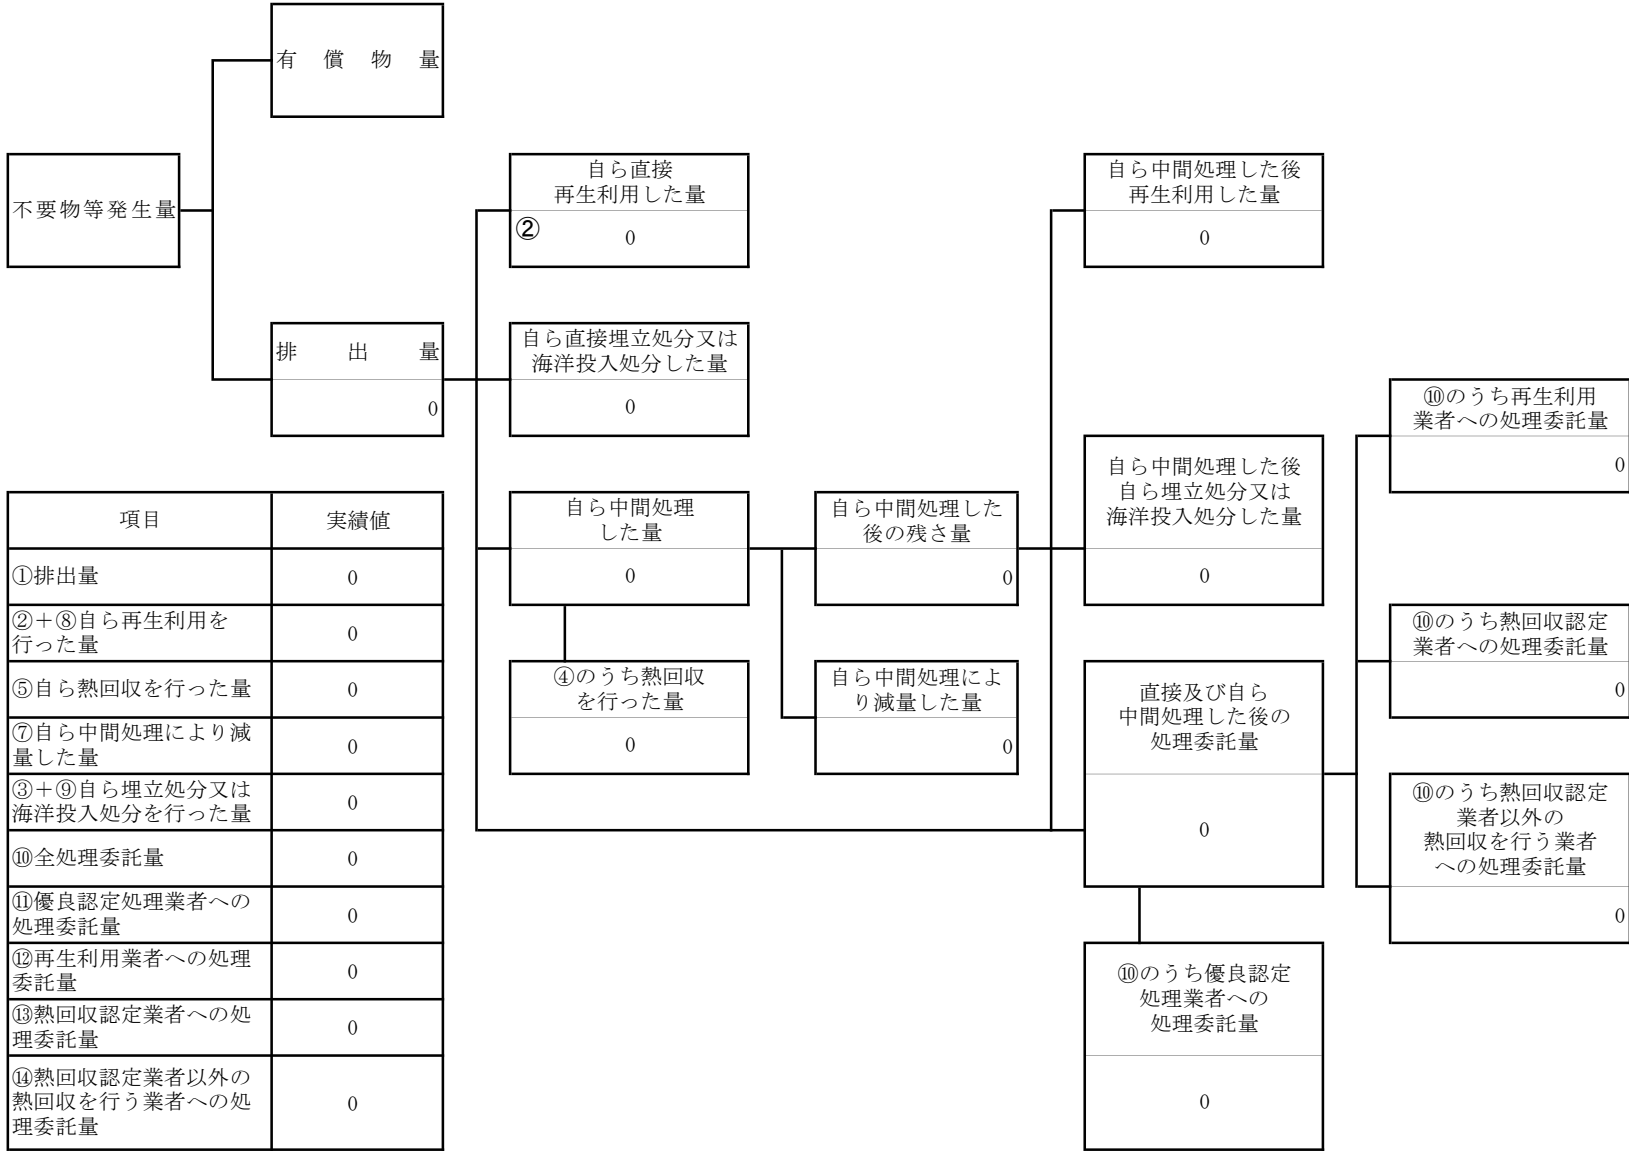 有償物量
不要物等発生量
自ら直接
再生利用した量
②
0
自ら中間処理した後
再生利用した量
0
排出量
0
自ら直接埋立処分又は
海洋投入処分した量
0
⑩のうち再生利用
業者への処理委託量
0
自ら中間処理
した量
0
自ら中間処理した
後の残さ量
0
自ら中間処理した後
自ら埋立処分又は
海洋投入処分した量
0
⑩のうち熱回収認定
業者への処理委託量
0
④のうち熱回収
を行った量
0
自ら中間処理によ
り減量した量
0
直接及び自ら
中間処理した後の
処理委託量
0
⑩のうち熱回収認定
業者以外の
熱回収を行う業者
への処理委託量
0
⑩のうち優良認定
処理業者への
処理委託量
0
項目 実績値
①排出量 0
②＋⑧自ら再生利用を
行った量 0
⑤自ら熱回収を行った量 0
⑦自ら中間処理により減
量した量 0
③＋⑨自ら埋立処分又は
海洋投入処分を行った量 0
⑩全処理委託量 0
⑪優良認定処理業者への
処理委託量 0
⑫再生利用業者への処理
委託量 0
⑬熱回収認定業者への処
理委託量 0
⑭熱回収認定業者以外の
熱回収を行う業者への処 0
理委託量